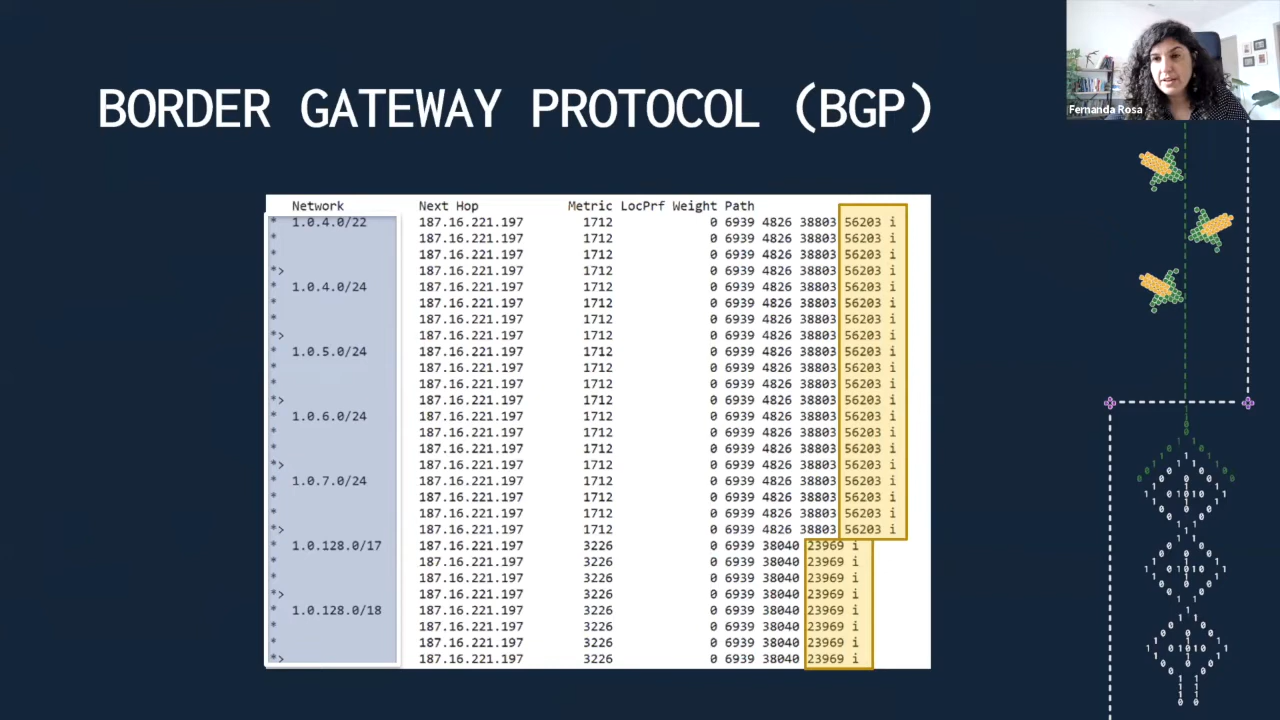 BORDER GATEWAY PROTOCOL (BGP)
Fernanda Rosa
Network Next Hop Metric LocPrf Weight Path
* 1.0.4.0/22 187.16.221.197 1712 0 6939 4826 38803 56203 i
* 187.16.221.197 1712 0 6939 4826 38803 56203 i
* 187.16.221.197 1712 0 6939 4826 38803 56203 i
*> 187.16.221.197 1712 0 6939 4826 38803 56203 i
* 1.0.4.0/24 187.16.221.197 1712 0 6939 4826 38803 56203 i
* 187.16.221.197 1712 0 6939 4826 38803 56203 i
* 187.16.221.197 1712 0 6939 4826 38803 56203 i
*> 187.16.221.197 1712 0 6939 4826 38803 56203 i
* 1.0.5.0/24 187.16.221.197 1712 0 6939 4826 38803 56203 i
* 187.16.221.197 1712 0 6939 4826 38803 56203 i
* 187.16.221.197 1712 0 6939 4826 38803 56203 i
*> 187.16.221.197 1712 0 6939 4826 38803 56203 i
* 1.0.6.0/24 187.16.221.197 1712 0 6939 4826 38803 56203 i
* 187.16.221.197 1712 0 6939 4826 38803 56203 i
* 187.16.221.197 1712 0 6939 4826 38803 56203 i
*> 187.16.221.197 1712 0 6939 4826 38803 56203 i
* 1.0.7.0/24 187.16.221.197 1712 0 6939 4826 38803 56203 i
* 187.16.221.197 1712 0 6939 4826 38803 56203 i
* 187.16.221.197 1712 0 6939 4826 38803 56203 i
*> 187.16.221.197 1712 0 6939 4826 38803 56203 i
* 1.0.128.0/17 187.16.221.197 3226 0 6939 38040 23969 i
* 187.16.221.197 3226 0 6939 38040 23969 i
* 187.16.221.197 3226 0 6939 38040 23969 i
*> 187.16.221.197 3226 0 6939 38040 23969 i
* 1.0.128.0/18 187.16.221.197 3226 0 6939 38040 23969 i
* 187.16.221.197 3226 0 6939 38040 23969 i
* 187.16.221.197 3226 0 6939 38040 23969 i
*> 187.16.221.197 3226 0 6939 38040 23969 i